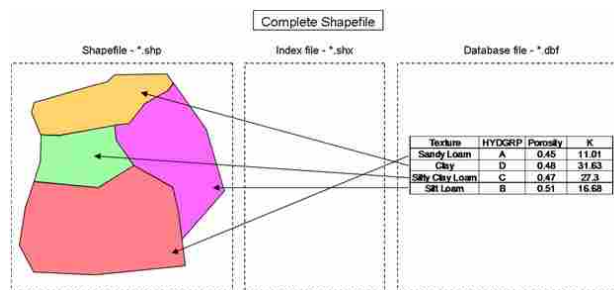 Complete Shapefile
Shapefile - *.shp
Index file - *.shx
Database file - *.dbf
Texture HYDGRP Porosity K
Sandy Loam A 0.45 11.01
Clay D 0.48 31.63
Silty Clay Loam C 0.47 27.3
Silt Loam B 0.51 16.68